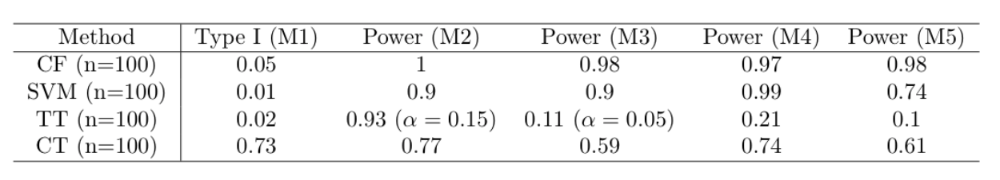 Method Type I (M1) Power (M2) Power (M3) Power (M4) Power (M5)
CF (n=100) 0.05 1 0.98 0.97 0.98
SVM (n=100) 0.01 0.9 0.9 0.99 0.74
TT (n=100) 0.02 0.93 (α = 0.15) 0.11 (α = 0.05) 0.21 0.1
CT (n=100) 0.73 0.77 0.59 0.74 0.61